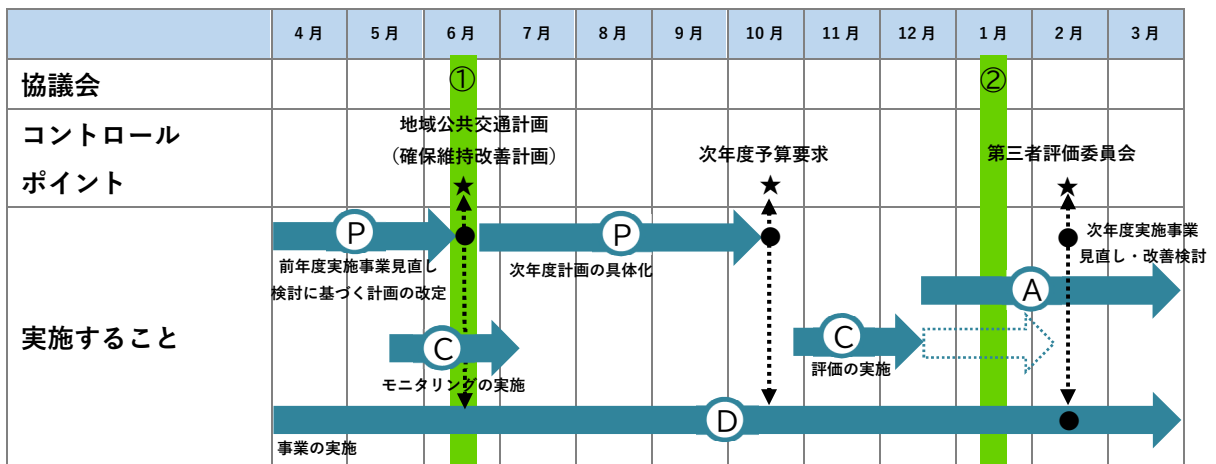 4月 5月 6月 7月 8月 9月 10月 11月 12月 1月 2月 3月
協議会 ① ②
コントロール
ポイント
地域公共交通計画
（確保維持改善計画）
★
次年度予算要求
★
第三者評価委員会
★
実施すること
P
前年度実施事業見直し
検討に基づく計画の改定
P
次年度計画の具体化
次年度実施事業
見直し・改善検討
A
C
モニタリングの実施
C
評価の実施
D
事業の実施